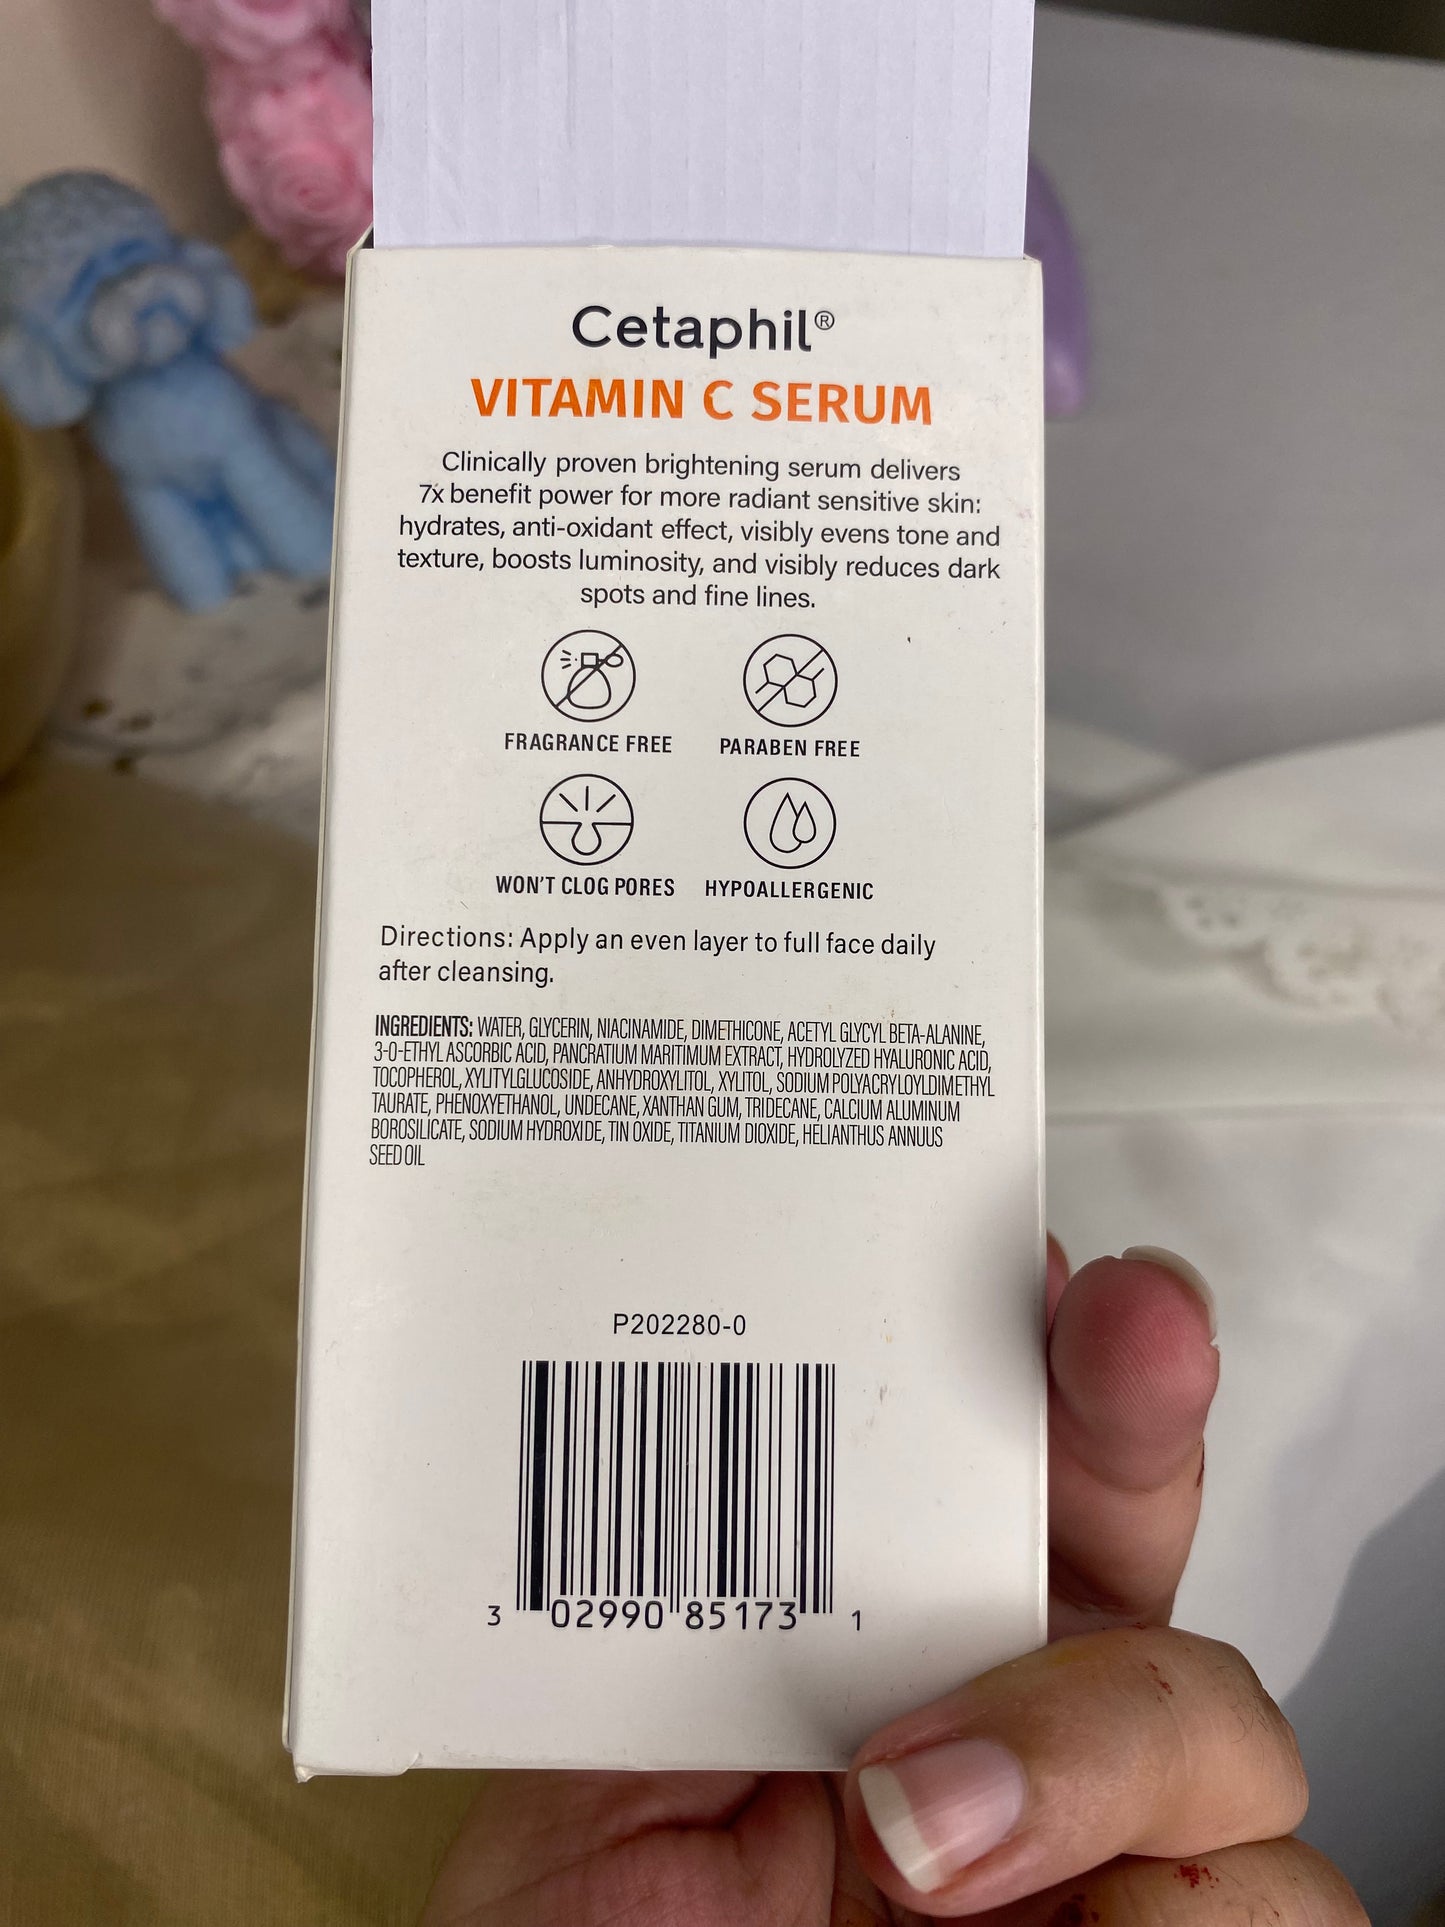 Cetaphil®
VITAMIN C SERUM
Clinically proven brightening serum delivers
7x benefit power for more radiant sensitive skin:
hydrates, anti-oxidant effect, visibly evens tone and
texture, boosts luminosity, and visibly reduces dark
spots and fine lines.
FRAGRANCE FREE
PARABEN FREE
WON'T CLOG PORES
HYPOALLERGENIC
Directions: Apply an even layer to full face daily
after cleansing.
INGREDIENTS: WATER, GLYCERIN, NIACINAMIDE, DIMETHICONE, ACETYL GLYCYL BETA-ALANINE,
3-O-ETHYL ASCORBIC ACID, PANCRATIUM MARITIMUM EXTRACT, HYDROLYZED HYALURONIC ACID,
TOCOPHEROL, XYLITYLGLUCOSIDE, ANHYDROXYLITOL, XYLITOL, SODIUM POLYACRYLOYLDIMETHYL
TAURATE, PHENOXYETHANOL, UNDECANE, XANTHAN GUM, TRIDECANE, CALCIUM ALUMINUM
BOROSILICATE, SODIUM HYDROXIDE, TIN OXIDE, TITANIUM DIOXIDE, HELIANTHUS ANNUUS
SEED OIL
P202280-0
3 02990 85173 1